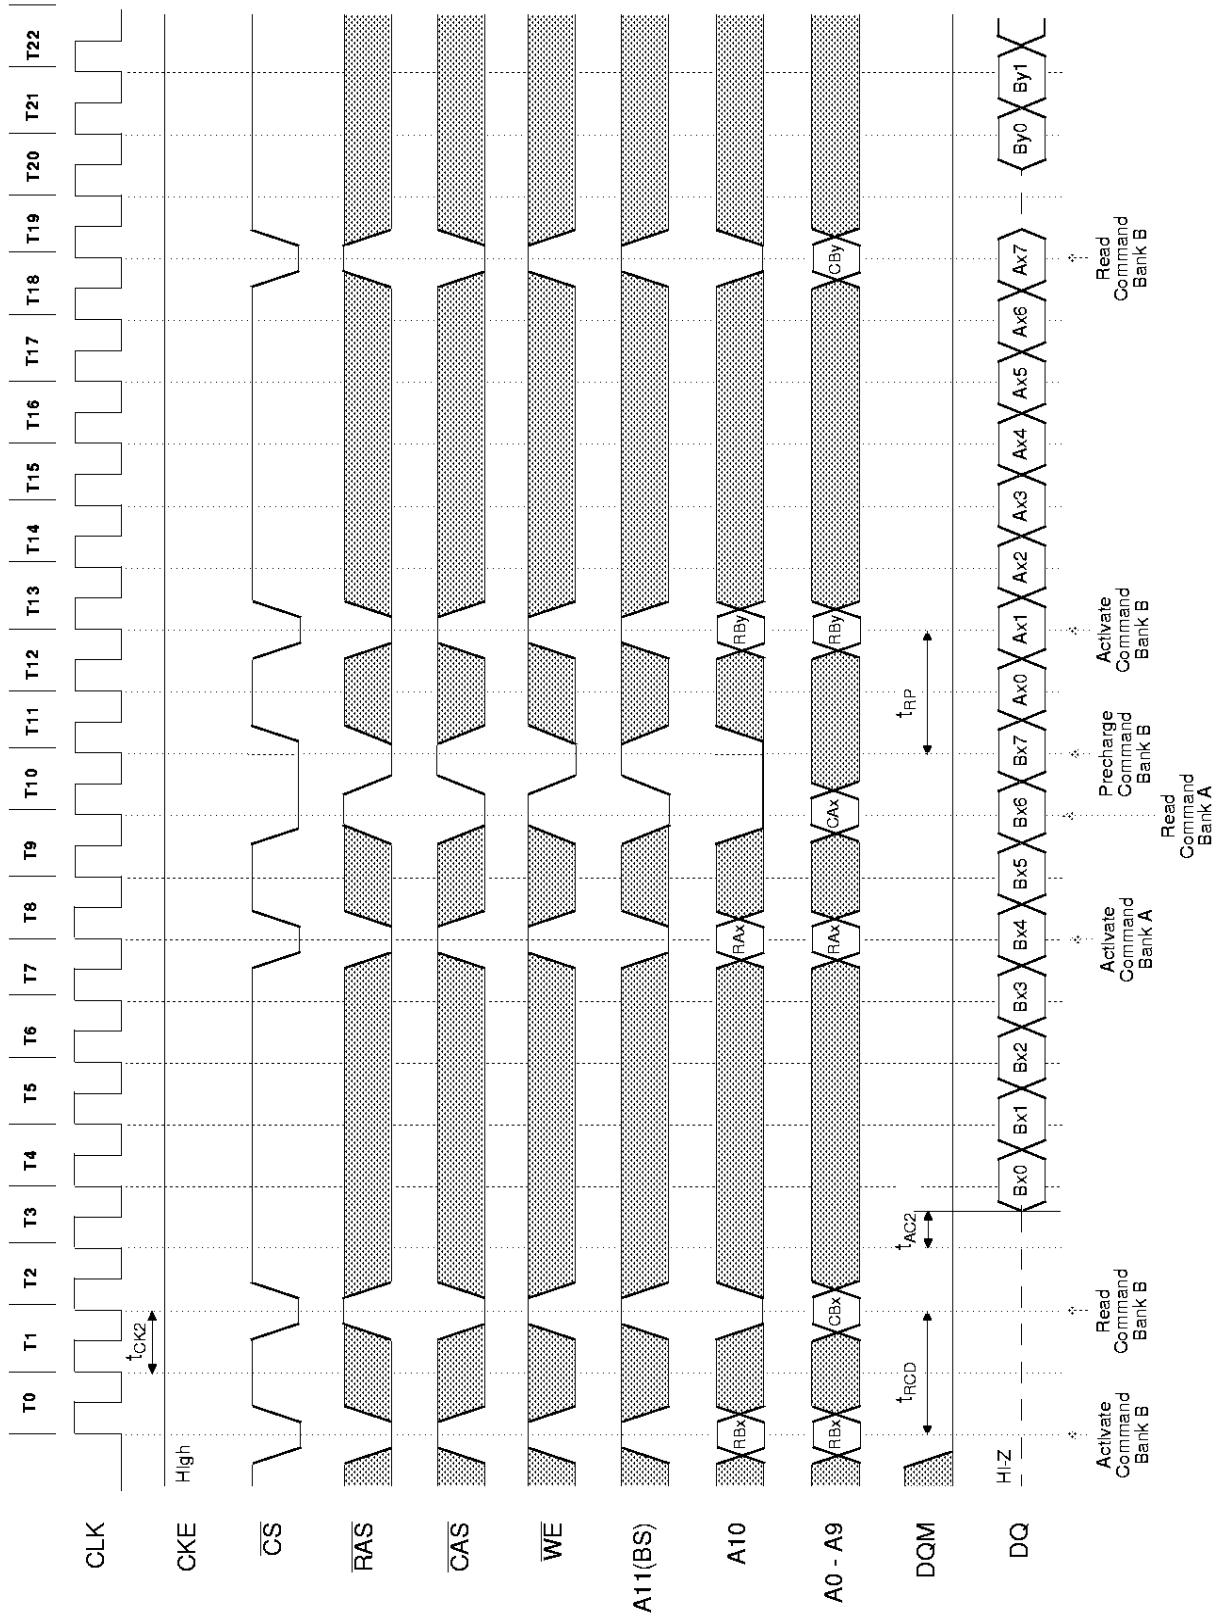 T0 T1 T2 T3 T4 T5 T6 T7 T8 T9 T10 T11 T12 T13 T14 T15 T16 T17 T18 T19 T20 T21 T22
CLK
tCK2
CKE
High
CS
RAS
CAS
WE
A11(BS)
A10
RBx RAx RBy
A0 - A9
RBx CBx RAx CAx RBy CBy
DQM
tRCD tAC2 tRP
DQ
HI-Z
Bx0 Bx1 Bx2 Bx3 Bx4 Bx5 Bx6 Bx7 Ax0 Ax1 Ax2 Ax3 Ax4 Ax5 Ax6 Ax7 By0 By1
Activate
Command
Bank B
Read
Command
Bank B
Activate
Command
Bank A
Read
Command
Bank A
Precharge
Command
Bank B
Activate
Command
Bank B
Read
Command
Bank B